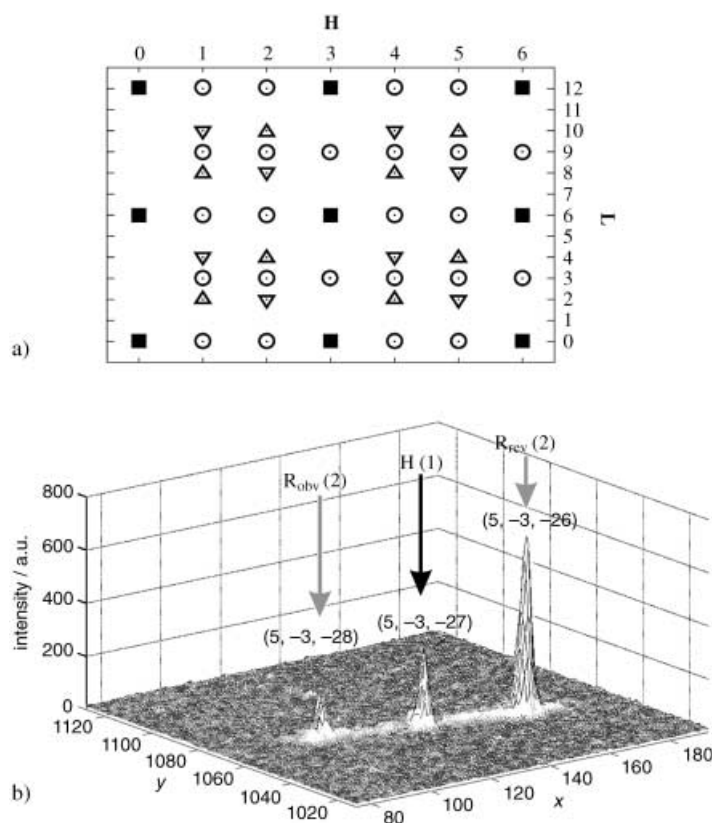 H
0 1 2 3 4 5 6
12
11
10
9
8
7
6
5
4
3
2
1
0
L
a)
R_obv (2)
H (1)
R_rev (2)
(5, −3, −26)
(5, −3, −27)
(5, −3, −28)
800
600
400
200
0
intensity / a.u.
1120
1100
1080
1060
1040
1020
y
80
100
120
140
160
180
x
b)